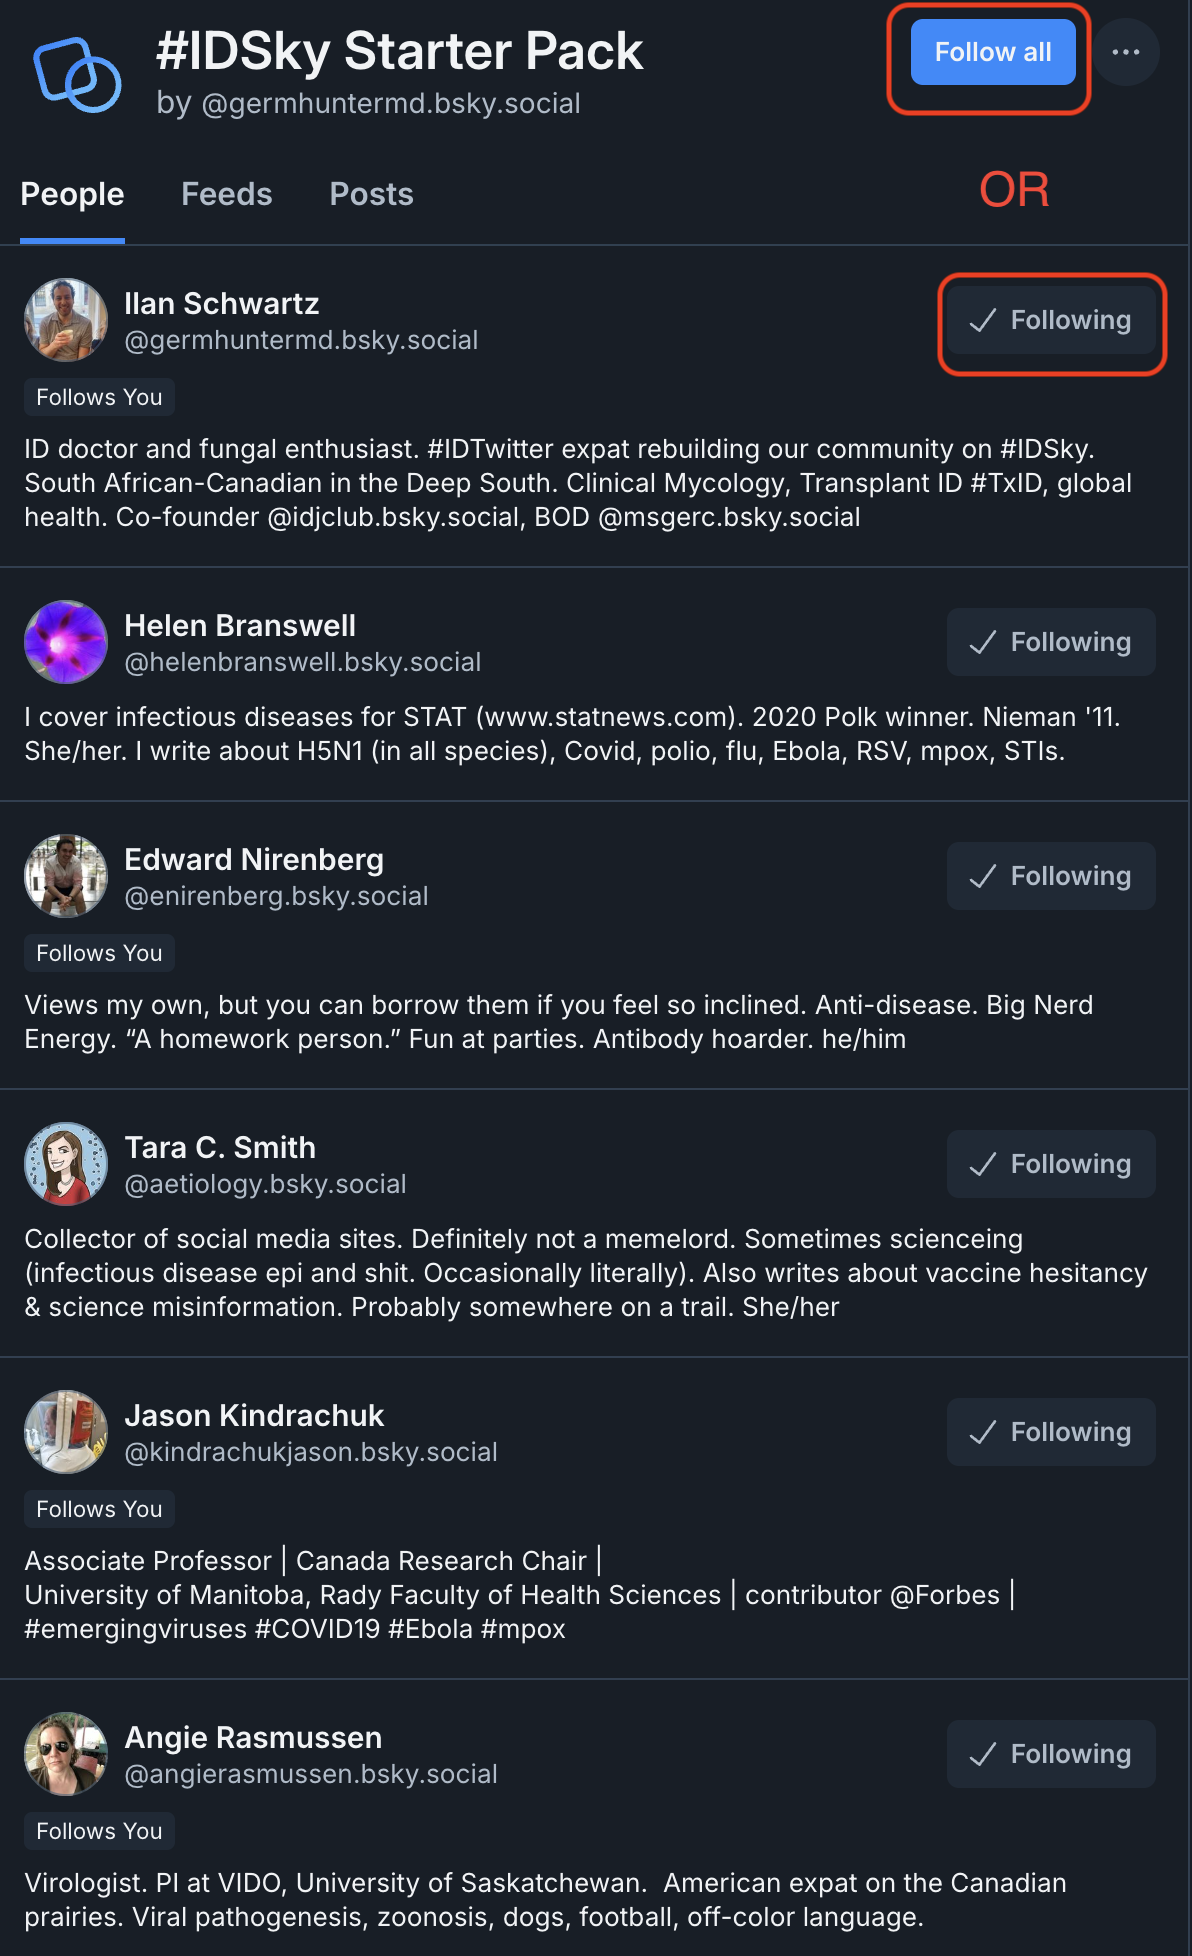 #IDSky Starter Pack
by @germhuntermd.bsky.social
Follow all
People
Feeds
Posts
OR
Ilan Schwartz
@germhuntermd.bsky.social
Following
Follows You
ID doctor and fungal enthusiast. #IDTwitter expat rebuilding our community on #IDSky.
South African-Canadian in the Deep South. Clinical Mycology, Transplant ID #TxID, global
health. Co-founder @idjclub.bsky.social, BOD @msgerc.bsky.social
Helen Branswell
@helenbranswell.bsky.social
Following
I cover infectious diseases for STAT (www.statnews.com). 2020 Polk winner. Nieman '11.
She/her. I write about H5N1 (in all species), Covid, polio, flu, Ebola, RSV, mpox, STIs.
Edward Nirenberg
@enirenberg.bsky.social
Following
Follows You
Views my own, but you can borrow them if you feel so inclined. Anti-disease. Big Nerd
Energy. “A homework person.” Fun at parties. Antibody hoarder. he/him
Tara C. Smith
@aetiology.bsky.social
Following
Collector of social media sites. Definitely not a memelord. Sometimes scienceing
(infectious disease epi and shit. Occasionally literally). Also writes about vaccine hesitancy
& science misinformation. Probably somewhere on a trail. She/her
Jason Kindrachuk
@kindrachukjason.bsky.social
Following
Follows You
Associate Professor | Canada Research Chair |
University of Manitoba, Rady Faculty of Health Sciences | contributor @Forbes |
#emergingviruses #COVID19 #Ebola #mpox
Angie Rasmussen
@angierasmussen.bsky.social
Following
Follows You
Virologist. PI at VIDO, University of Saskatchewan.  American expat on the Canadian
prairies. Viral pathogenesis, zoonosis, dogs, football, off-color language.